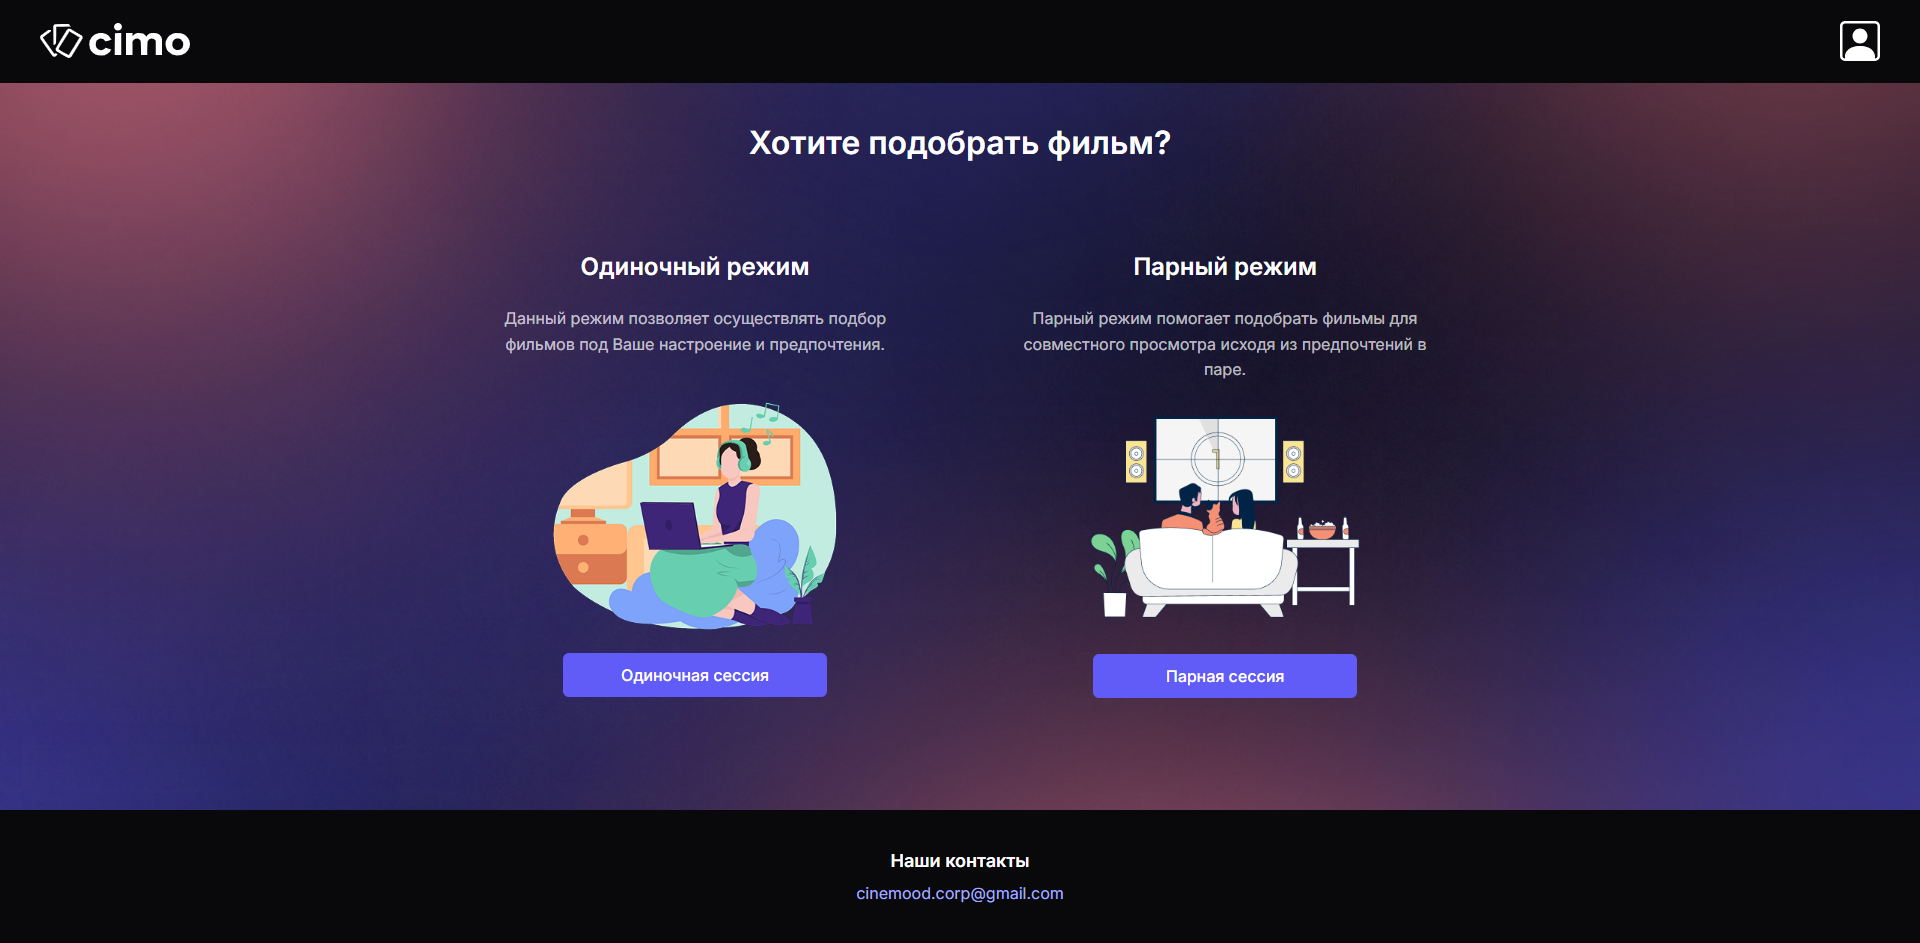 cimo
Хотите подобрать фильм?
Одиночный режим
Данный режим позволяет осуществлять подбор
фильмов под Ваше настроение и предпочтения.
Одиночная сессия
Парный режим
Парный режим помогает подобрать фильмы для
совместного просмотра исходя из предпочтений в
паре.
1
Парная сессия
Наши контакты
cinemood.corp@gmail.com